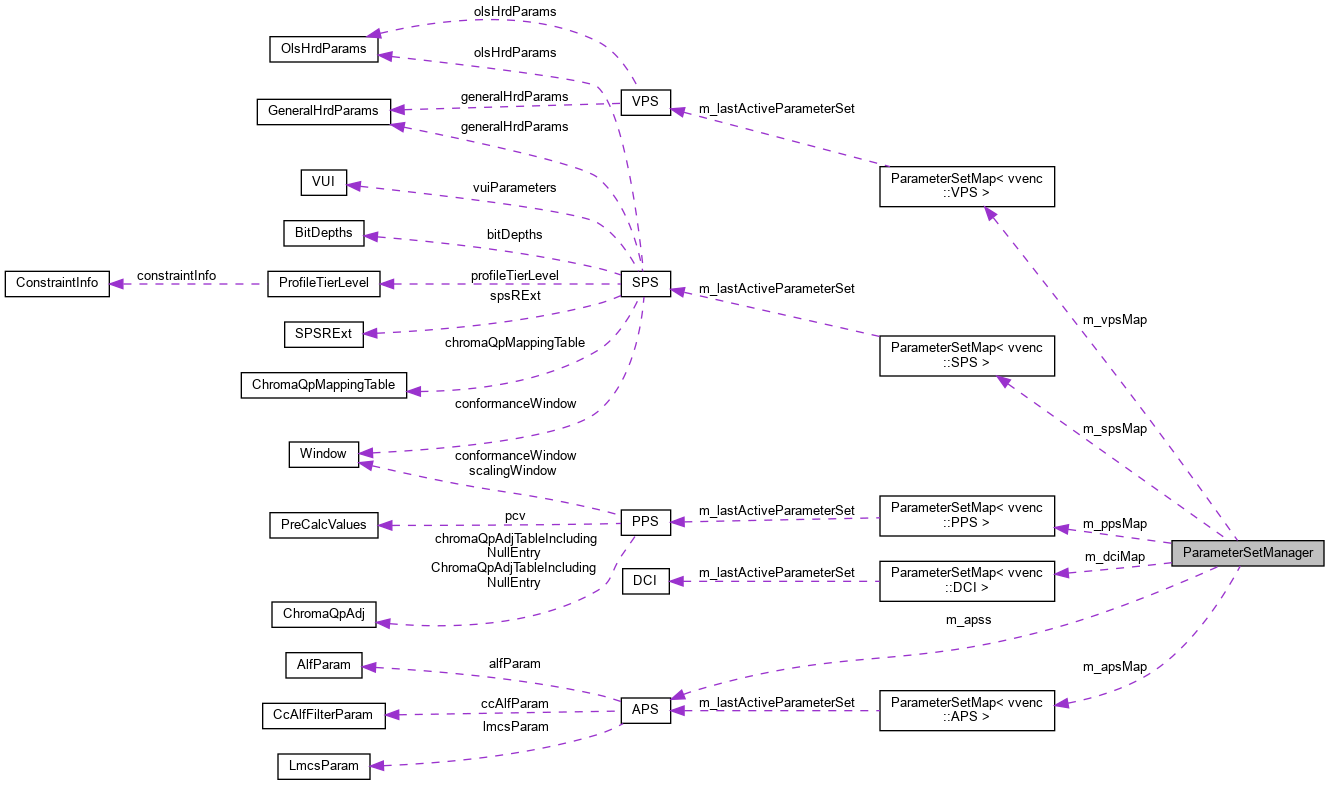 olsHrdParams
OlsHrdParams
olsHrdParams
generalHrdParams
VPS
m_lastActiveParameterSet
GeneralHrdParams
generalHrdParams
VUI
vuiParameters
ParameterSetMap< vvenc
::VPS >
BitDepths
bitDepths
ConstraintInfo
constraintInfo
ProfileTierLevel
profileTierLevel
SPS
m_lastActiveParameterSet
spsRExt
SPSRExt
m_vpsMap
chromaQpMappingTable
ParameterSetMap< vvenc
::SPS >
ChromaQpMappingTable
conformanceWindow
m_spsMap
Window
conformanceWindow
scalingWindow
PreCalcValues
pcv
PPS
m_lastActiveParameterSet
ParameterSetMap< vvenc
::PPS >
m_ppsMap
chromaQpAdjTableIncluding
NullEntry
ChromaQpAdjTableIncluding
NullEntry
ParameterSetManager
m_dciMap
DCI
m_lastActiveParameterSet
ParameterSetMap< vvenc
::DCI >
ChromaQpAdj
m_apss
AlfParam
alfParam
m_apsMap
CcAlfFilterParam
ccAlfParam
APS
m_lastActiveParameterSet
ParameterSetMap< vvenc
::APS >
lmcsParam
LmcsParam